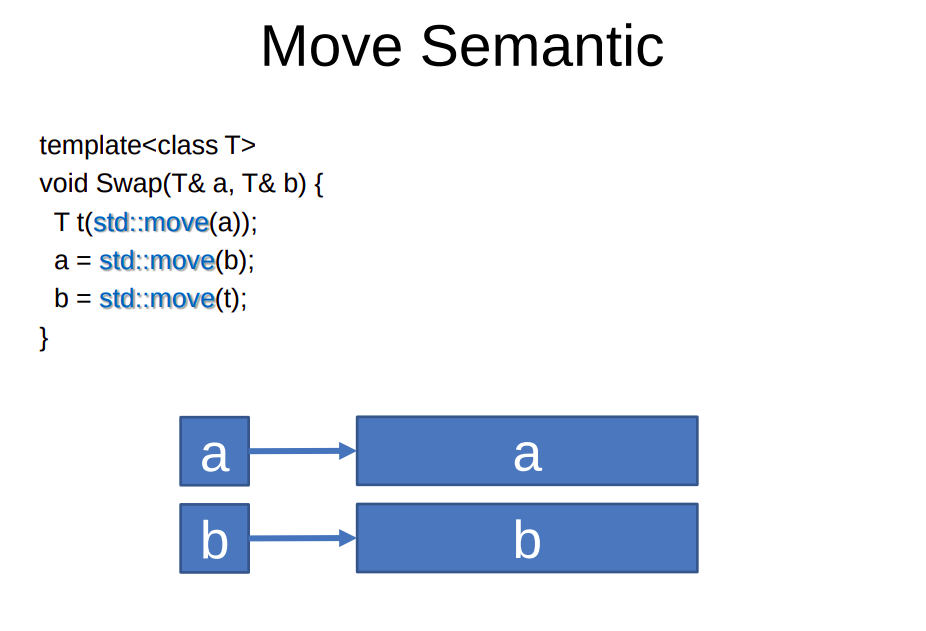 Move Semantic
template<class T>
void Swap(T& a, T& b) {
T t(std::move(a));
a = std::move(b);
b = std::move(t);
}
a a
b b